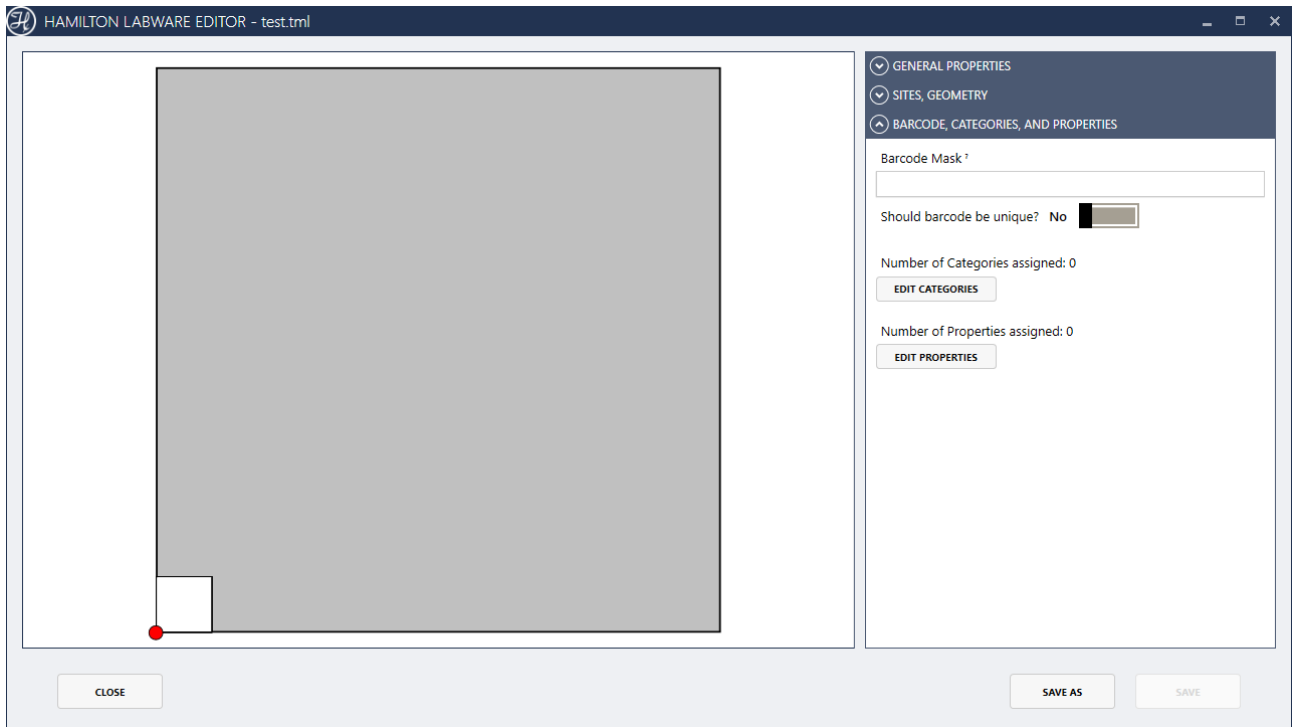 HAMILTON LABWARE EDITOR - test.tml
GENERAL PROPERTIES
SITES, GEOMETRY
BARCODE, CATEGORIES, AND PROPERTIES
Barcode Mask ?
Should barcode be unique? No
Number of Categories assigned: 0
EDIT CATEGORIES
Number of Properties assigned: 0
EDIT PROPERTIES
CLOSE
SAVE AS
SAVE